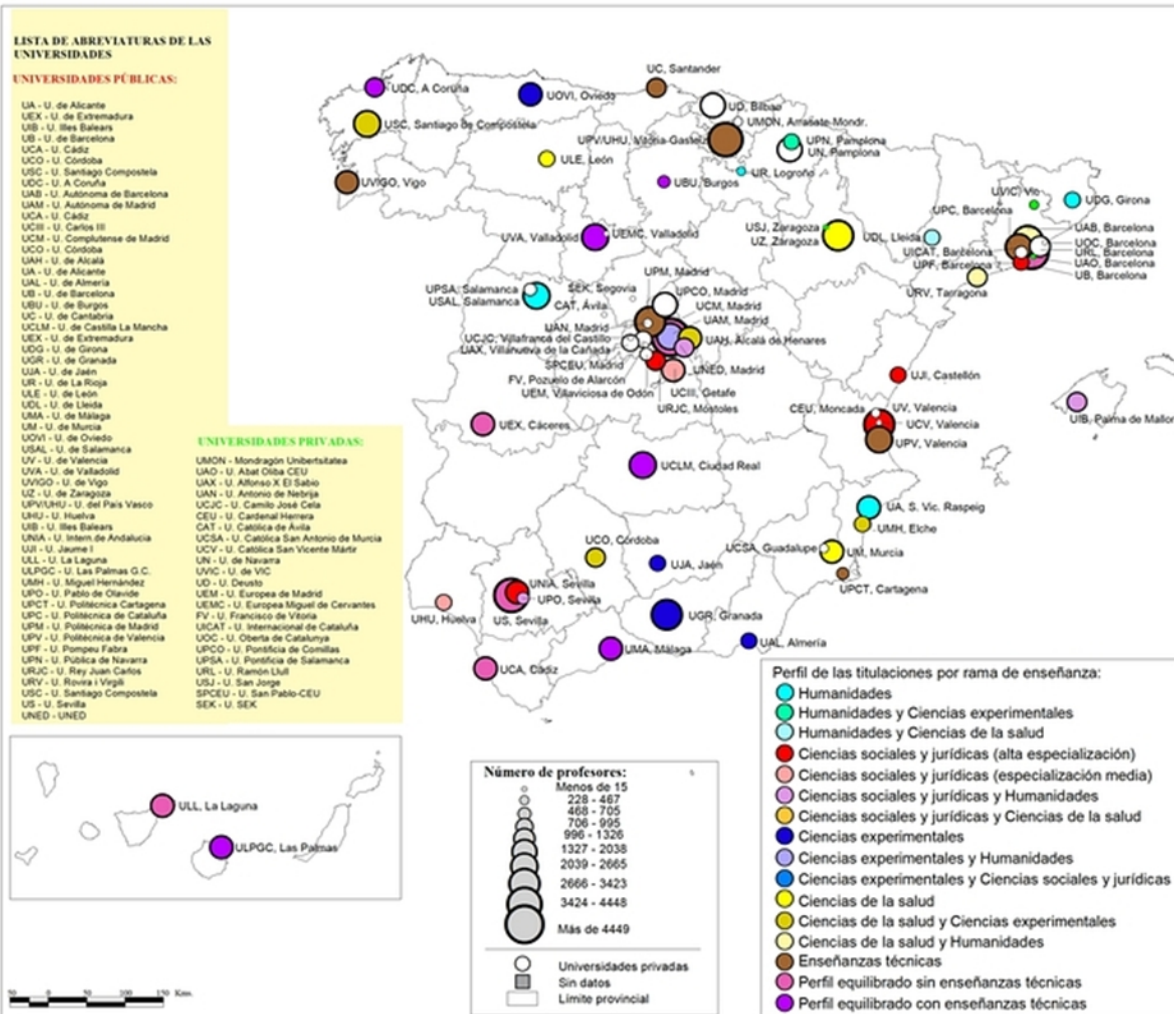 LISTA DE ABREVIATURAS DE LAS
UNIVERSIDADES
UNIVERSIDADES PÚBLICAS:
UA - U. de Alicante
UEX - U. de Extremadura
UIB - U. Illes Balears
UB - U. de Barcelona
UCA - U. Cádiz
UCO - U. Córdoba
USC - U. Santiago Compostela
UDC - U. A Coruña
UAB - U. Autónoma de Barcelona
UAM - U. Autónoma de Madrid
UCA - U. Cádiz
UCIII - U. Carlos III
UCM - U. Complutense de Madrid
UCO - U. Córdoba
UAH - U. de Alcalá
UA - U. de Alicante
UAL - U. de Almería
UB - U. de Barcelona
UBU - U. de Burgos
UC - U. de Cantabria
UCLM - U. de Castilla La Mancha
UEX - U. de Extremadura
UDG - U. de Girona
UGR - U. de Granada
UJA - U. de Jaén
UR - U. de La Rioja
ULE - U. de León
UDL - U. de Lleida
UMA - U. de Málaga
UM - U. de Murcia
UOVI - U. de Oviedo
USAL - U. de Salamanca
UV - U. de Valencia
UVA - U. de Valladolid
UVIGO - U. de Vigo
UZ - U. de Zaragoza
UPV/UHU - U. del País Vasco
UHU - U. Huelva
UIB - U. Illes Balears
UNIA - U. Intern.de Andalucia
UJI - U. Jaume I
ULL - U. La Laguna
ULPGC - U. Las Palmas G.C.
UMH - U. Miguel Hernández
UPO - U. Pablo de Olavide
UPCT - U. Politécnica Cartagena
UPC - U. Politécnica de Cataluña
UPM - U. Politécnica de Madrid
UPV - U. Politécnica de Valencia
UPF - U. Pompeu Fabra
UPN - U. Pública de Navarra
URJC - U. Rey Juan Carlos
URV - U. Rovira i Virgili
USC - U. Santiago Compostela
US - U. Sevilla
UNED - UNED
UNIVERSIDADES PRIVADAS:
UMON - Mondragón Unibertsitatea
UAO - U. Abat Oliba CEU
UAX - U. Alfonso X El Sabio
UAN - U. Antonio de Nebrija
UCJC - U. Camilo José Cela
CEU - U. Cardenal Herrera
CAT - U. Católica de Ávila
UCSA - U. Católica San Antonio de Murcia
UCV - U. Católica San Vicente Mártir
UN - U. de Navarra
UVIC - U. de VIC
UD - U. Deusto
UEM - U. Europea de Madrid
UEMC - U. Europea Miguel de Cervantes
FV - U. Francisco de Vitoria
UICAT - U. Internacional de Cataluña
UOC - U. Oberta de Catalunya
UPCO - U. Pontificia de Comillas
UPSA - U. Pontificia de Salamanca
URL - U. Ramón Llull
USJ - U. San Jorge
SPCEU - U. San Pablo-CEU
SEK - U. SEK
UDC, A Coruña
UOVI, Oviedo
UC, Santander
UD, Bilbao
UMON, Arrasate-Mondr.
USC, Santiago de Compostela
UPV/UHU, Vitoria-Gasteiz
UPN, Pamplona
UN, Pamplona
ULE, León
UR, Logroño
UVIGO, Vigo
UBU, Burgos
UVIC, Vic
UDG, Girona
UPC, Barcelona
USJ, Zaragoza
UZ, Zaragoza
UDL, Lleida
UAB, Barcelona
UOC, Barcelona
URL, Barcelona
UAO, Barcelona
UB, Barcelona
UICAT, Barcelona
UPF, Barcelona
URV, Tarragona
UVA, Valladolid
UEMC, Valladolid
UPM, Madrid
UPSA, Salamanca
USAL, Salamanca
SEK, Segovia
CAT, Ávila
UPCO, Madrid
UCM, Madrid
UAM, Madrid
UAN, Madrid
UCJC, Villafranca del Castillo
UAX, Villanueva de la Cañada
UAH, Alcalá de Henares
SPCEU, Madrid
UNED, Madrid
FV, Pozuelo de Alarcón
UEM, Villaviciosa de Odón
UCIII, Getafe
URJC, Móstoles
UJI, Castellón
CEU, Moncada
UV, Valencia
UCV, Valencia
UPV, Valencia
UIB, Palma de Mallor
UEX, Cáceres
UCLM, Ciudad Real
UA, S. Vic. Raspeig
UMH, Elche
UCO, Córdoba
UJA, Jaén
UCSA, Guadalupe
UM, Murcia
UPCT, Cartagena
UNIA, Sevilla
UPO, Sevilla
US, Sevilla
UHU, Huelva
UGR, Granada
UAL, Almería
UMA, Málaga
UCA, Cádiz
ULL, La Laguna
ULPGC, Las Palmas
50 0 50 100 150 Kms.
Número de profesores:
Menos de 15
228 - 467
468 - 705
706 - 995
996 - 1326
1327 - 2038
2039 - 2665
2666 - 3423
3424 - 4448
Más de 4449
Universidades privadas
Sin datos
Límite provincial
Perfil de las titulaciones por rama de enseñanza:
Humanidades
Humanidades y Ciencias experimentales
Humanidades y Ciencias de la salud
Ciencias sociales y jurídicas (alta especialización)
Ciencias sociales y jurídicas (especialización media)
Ciencias sociales y jurídicas y Humanidades
Ciencias sociales y jurídicas y Ciencias de la salud
Ciencias experimentales
Ciencias experimentales y Humanidades
Ciencias experimentales y Ciencias sociales y jurídicas
Ciencias de la salud
Ciencias de la salud y Ciencias experimentales
Ciencias de la salud y Humanidades
Enseñanzas técnicas
Perfil equilibrado sin enseñanzas técnicas
Perfil equilibrado con enseñanzas técnicas